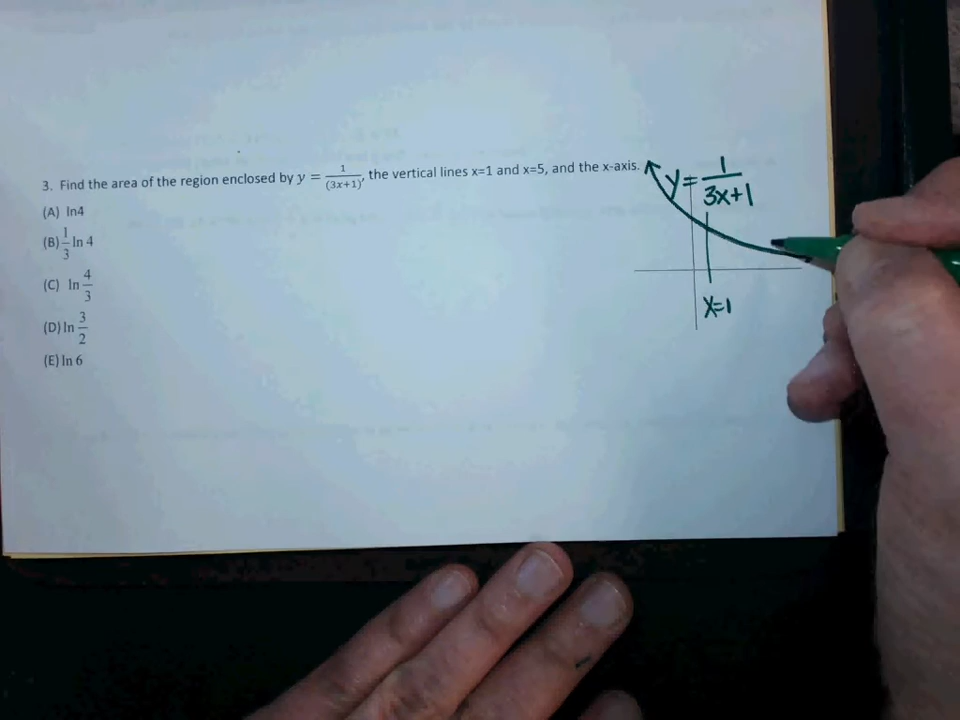 3. Find the area of the region enclosed by y = 1/(3x+1), the vertical lines x=1 and x=5, and the x-axis.
(A) ln4
(B) 1/3 ln 4
(C) ln 4/3
(D) ln 3/2
(E) ln 6
y= 1/3x+1
x=1